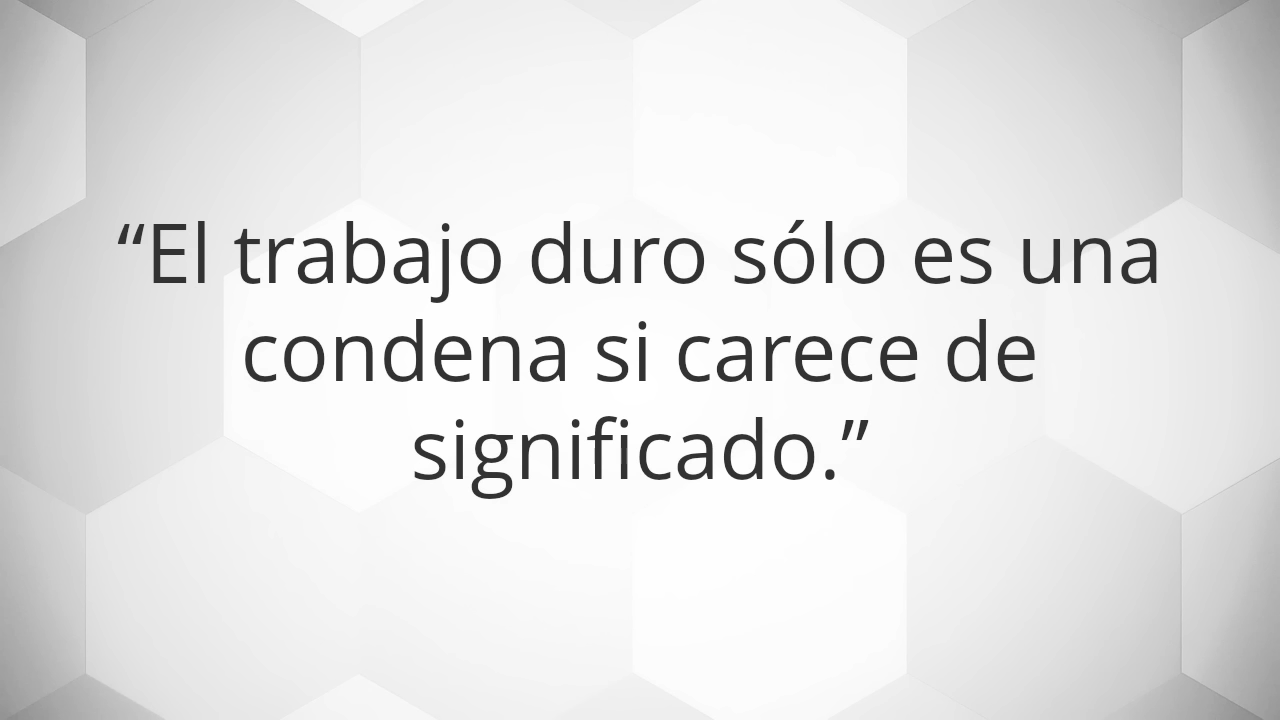 “El trabajo duro sólo es una
condena si carece de
significado.”